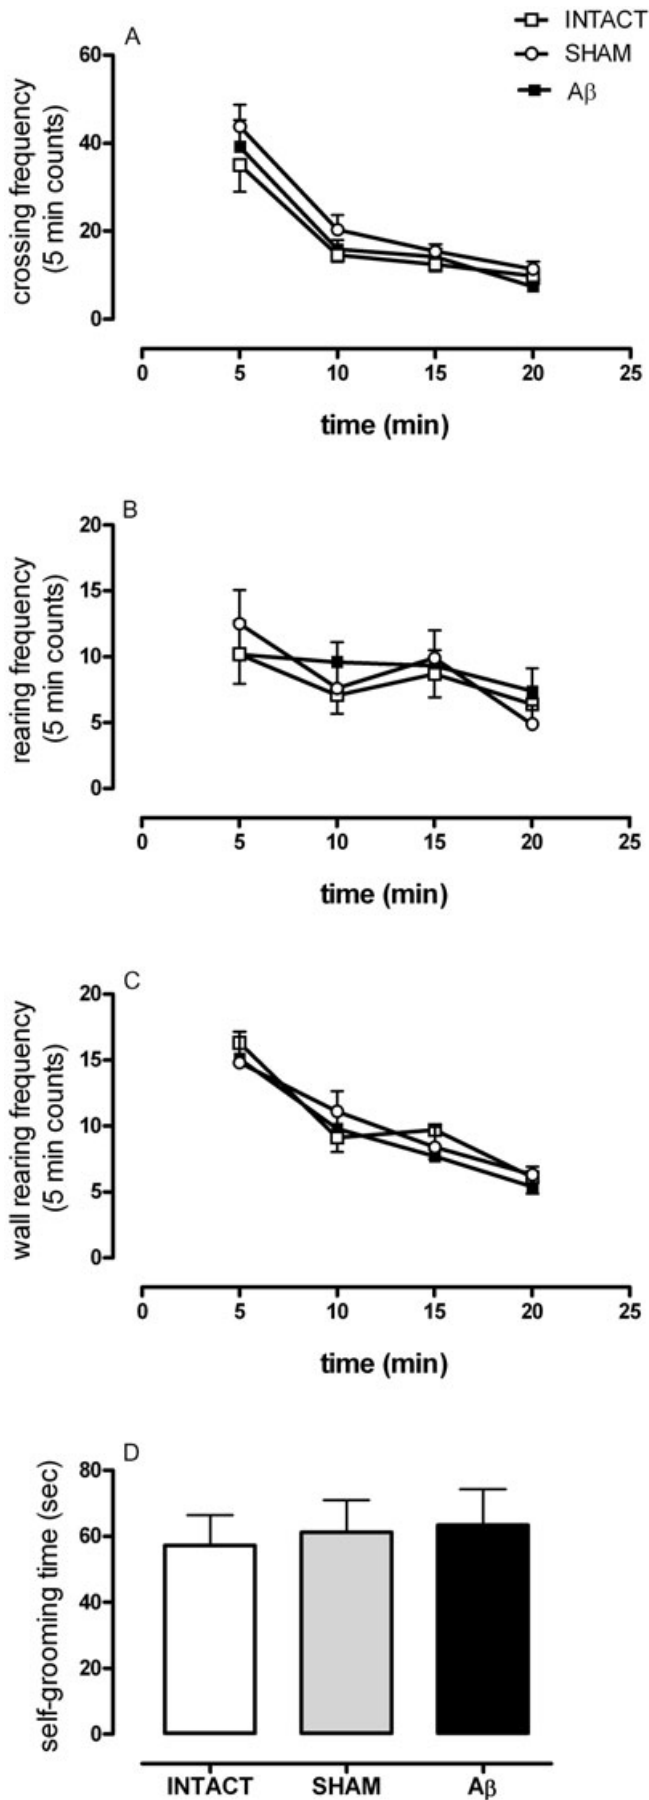 INTACT
SHAM
Aβ
A
crossing frequency
(5 min counts)
60
40
20
0
0 5 10 15 20 25
time (min)
B
rearing frequency
(5 min counts)
20
15
10
5
0
0 5 10 15 20 25
time (min)
C
wall rearing frequency
(5 min counts)
20
15
10
5
0
0 5 10 15 20 25
time (min)
D
self-grooming time (sec)
80
60
40
20
0
INTACT SHAM Aβ